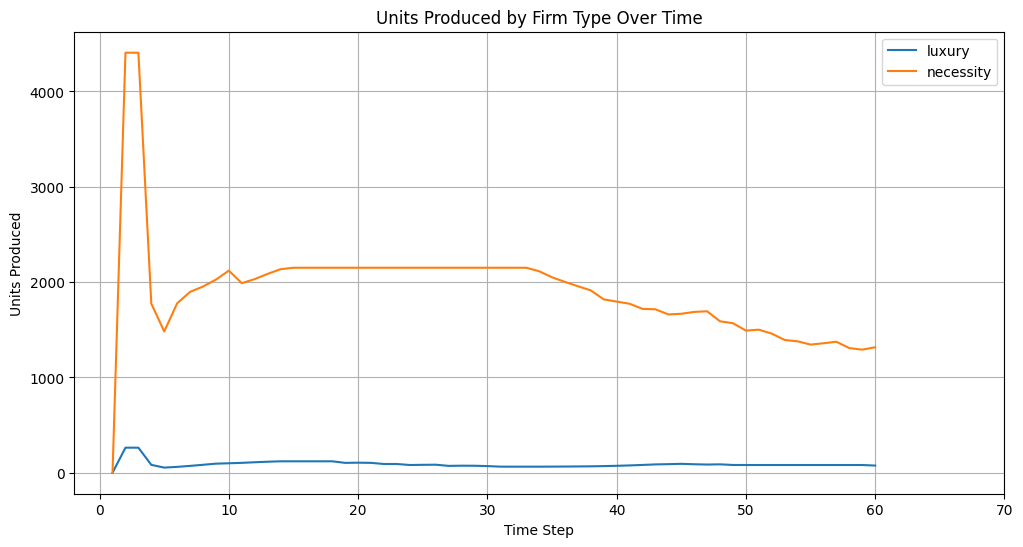 Units Produced by Firm Type Over Time
luxury
necessity
Units Produced
4000
3000
2000
1000
0
0 10 20 30 40 50 60 70
Time Step